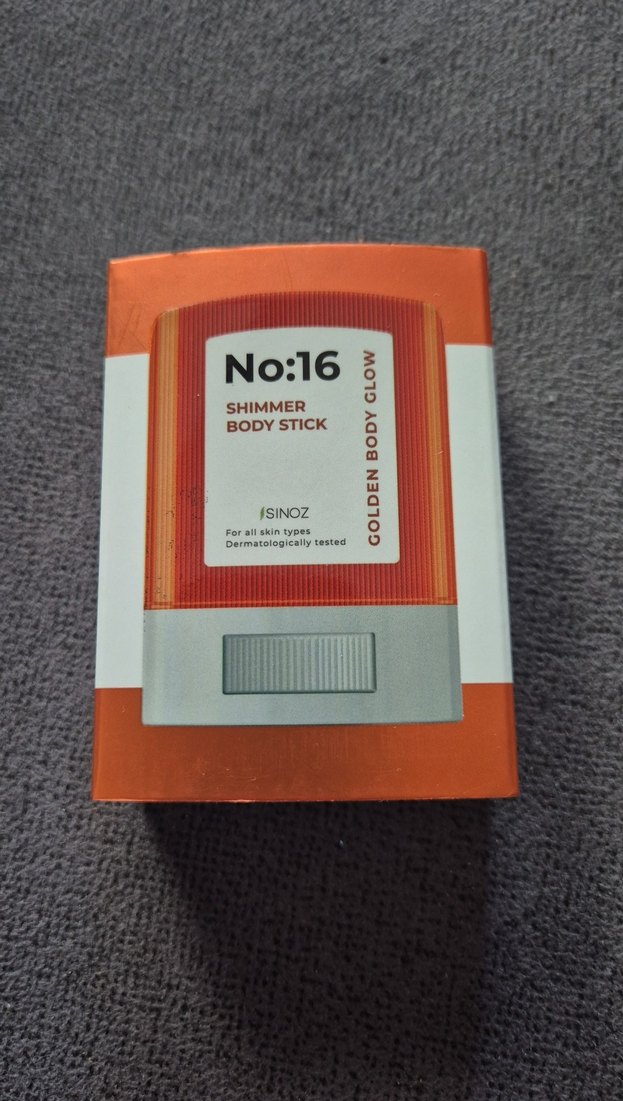 No:16
SHIMMER
BODY STICK
GOLDEN BODY GLOW
SINOZ
For all skin types
Dermatologically tested